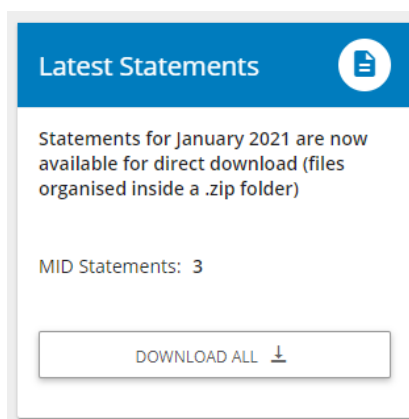 Latest Statements
Statements for January 2021 are now
available for direct download (files
organised inside a .zip folder)
MID Statements: 3
DOWNLOAD ALL